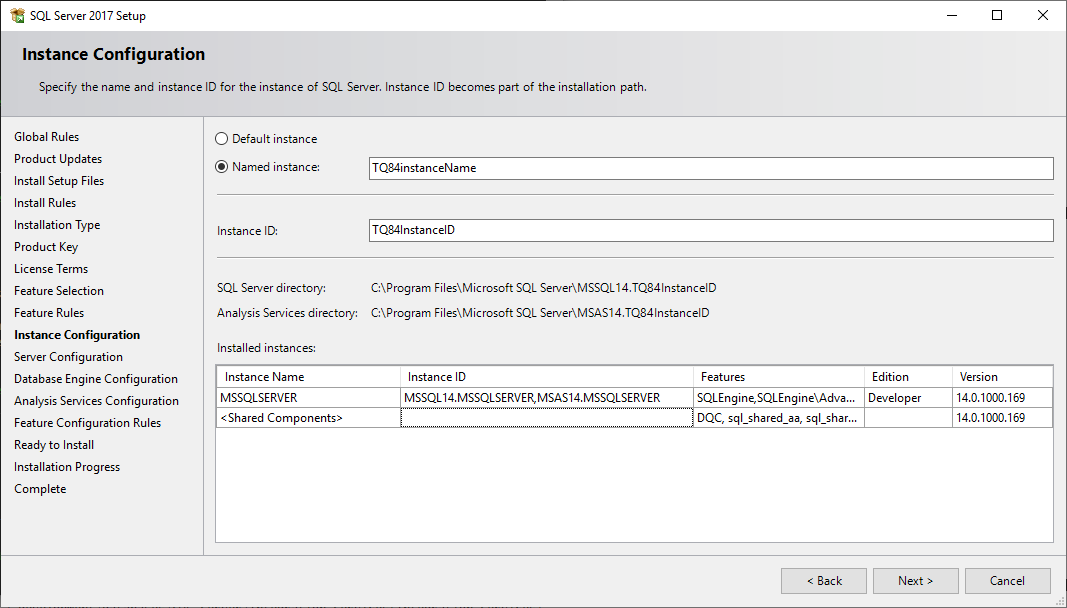 SQL Server 2017 Setup
Instance Configuration
Specify the name and instance ID for the instance of SQL Server. Instance ID becomes part of the installation path.
Global Rules
Product Updates
Install Setup Files
Install Rules
Installation Type
Product Key
License Terms
Feature Selection
Feature Rules
Instance Configuration
Server Configuration
Database Engine Configuration
Analysis Services Configuration
Feature Configuration Rules
Ready to Install
Installation Progress
Complete
Default instance
Named instance: TQ84instanceName
Instance ID: TQ84InstanceID
SQL Server directory: C:\Program Files\Microsoft SQL Server\MSSQL14.TQ84InstanceID
Analysis Services directory: C:\Program Files\Microsoft SQL Server\MSAS14.TQ84InstanceID
Installed instances:
Instance Name Instance ID Features Edition Version
MSSQLSERVER MSSQL14.MSSQLSERVER,MSAS14.MSSQLSERVER SQLEngine,SQLEngine\Adva... Developer 14.0.1000.169
<Shared Components> DQC, sql_shared_aa, sql_shar... 14.0.1000.169
< Back Next > Cancel